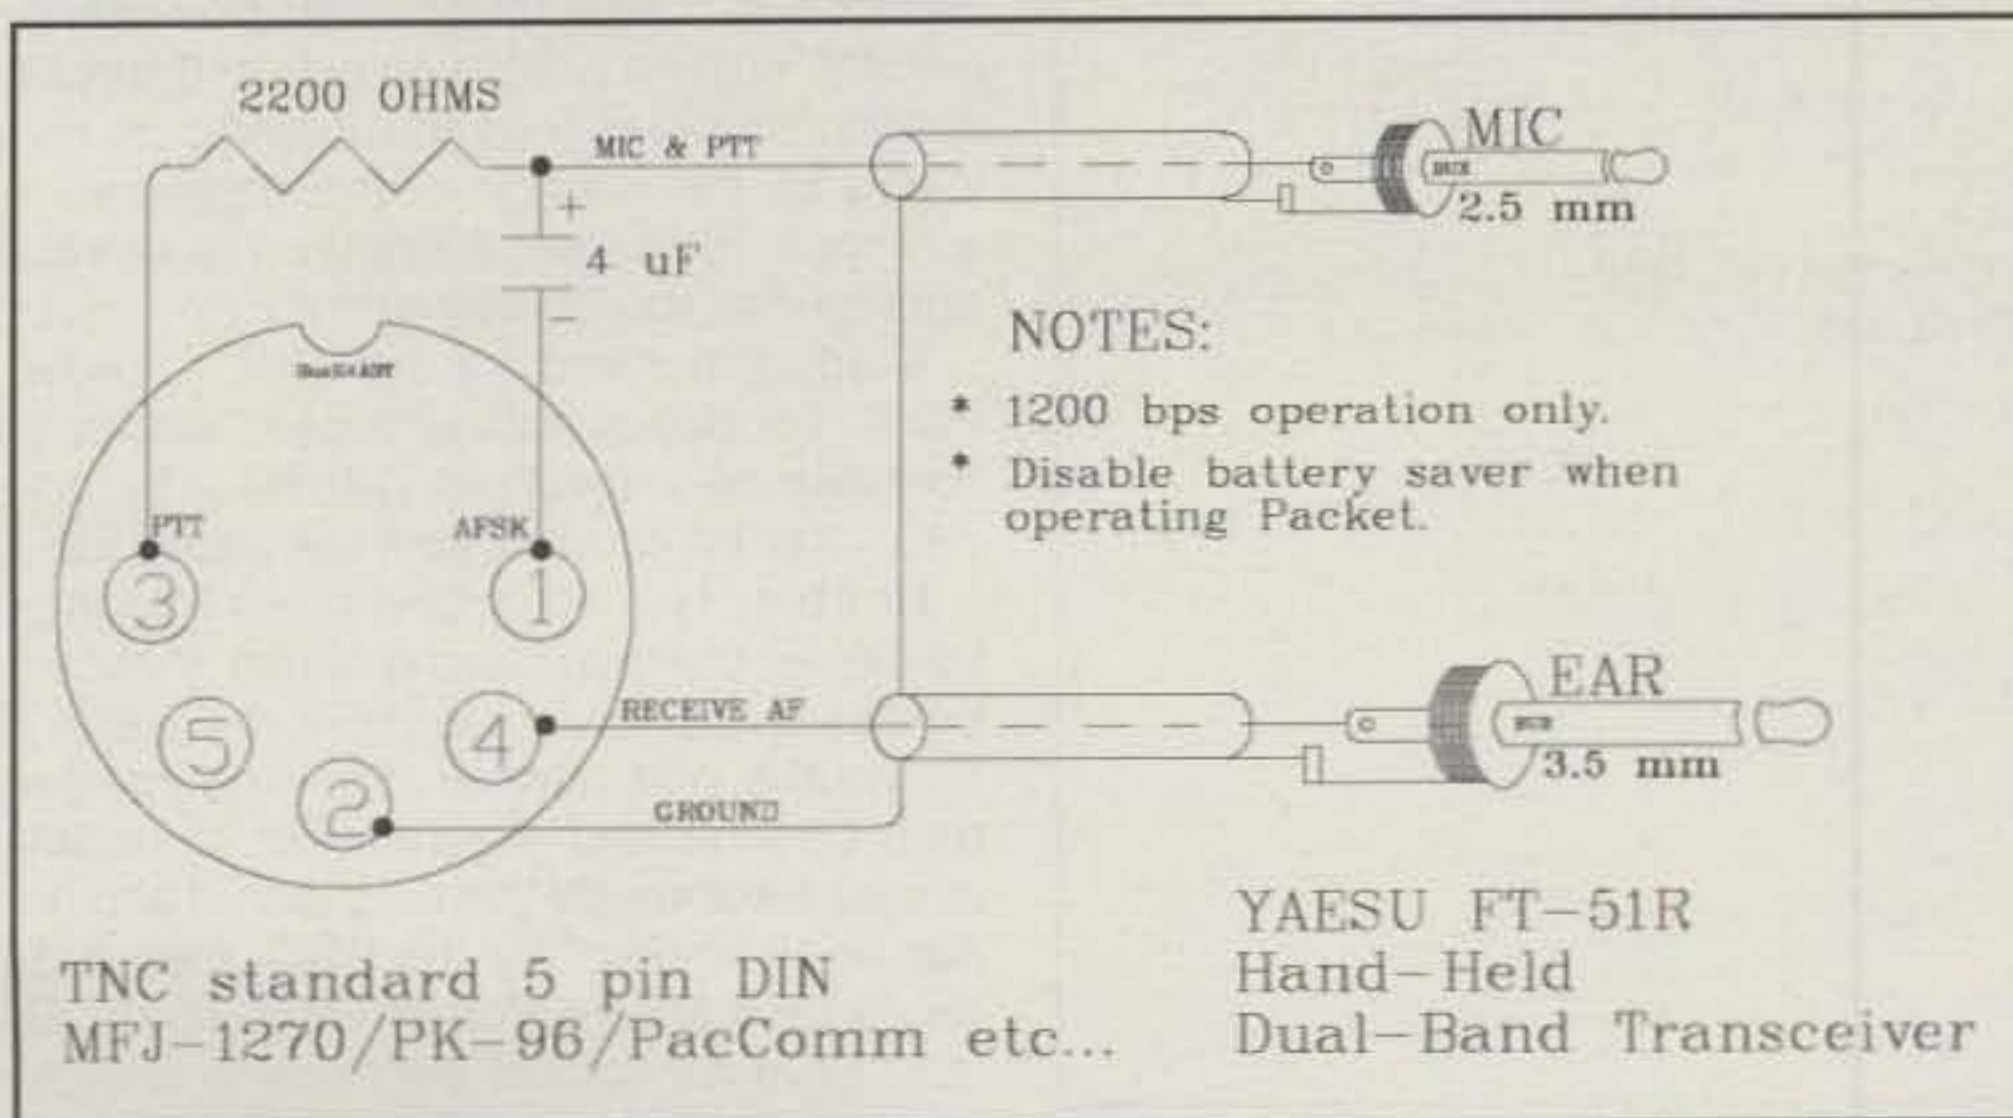 2200 OHMS
MIC & PTT
MIC
2.5 mm
+
4 uF
−
NOTES:
* 1200 bps operation only.
* Disable battery saver when
operating Packet.
PTT
AFSK
3
1
5
4
2
RECEIVE AF
GROUND
EAR
3.5 mm
TNC standard 5 pin DIN
MFJ-1270/PK-96/PacComm etc...
YAESU FT-51R
Hand-Held
Dual-Band Transceiver